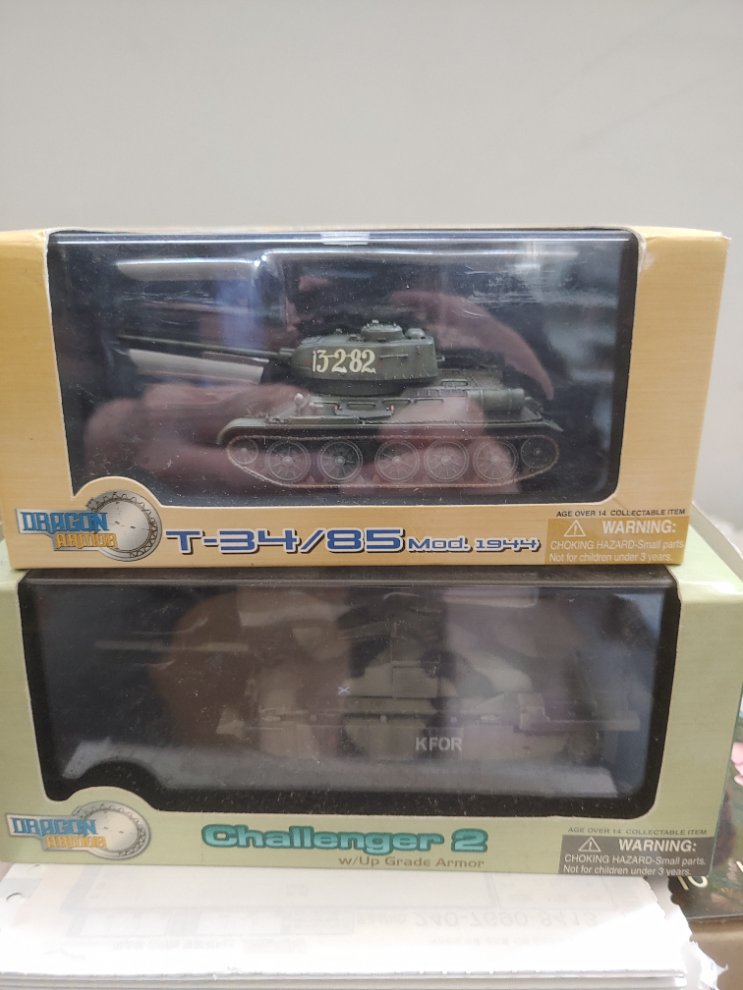 13-282
DRAGON
ARMOR
T-34/85 Mod. 1944
AGE OVER 14 COLLECTABLE ITEM
WARNING:
CHOKING HAZARD-Small parts
Not for children under 3 years.
KFOR
DRAGON
ARMOR
Challenger 2
w/Up Grade Armor
AGE OVER 14 COLLECTABLE ITEM
WARNING:
CHOKING HAZARD-Small parts.
Not for children under 3 years.